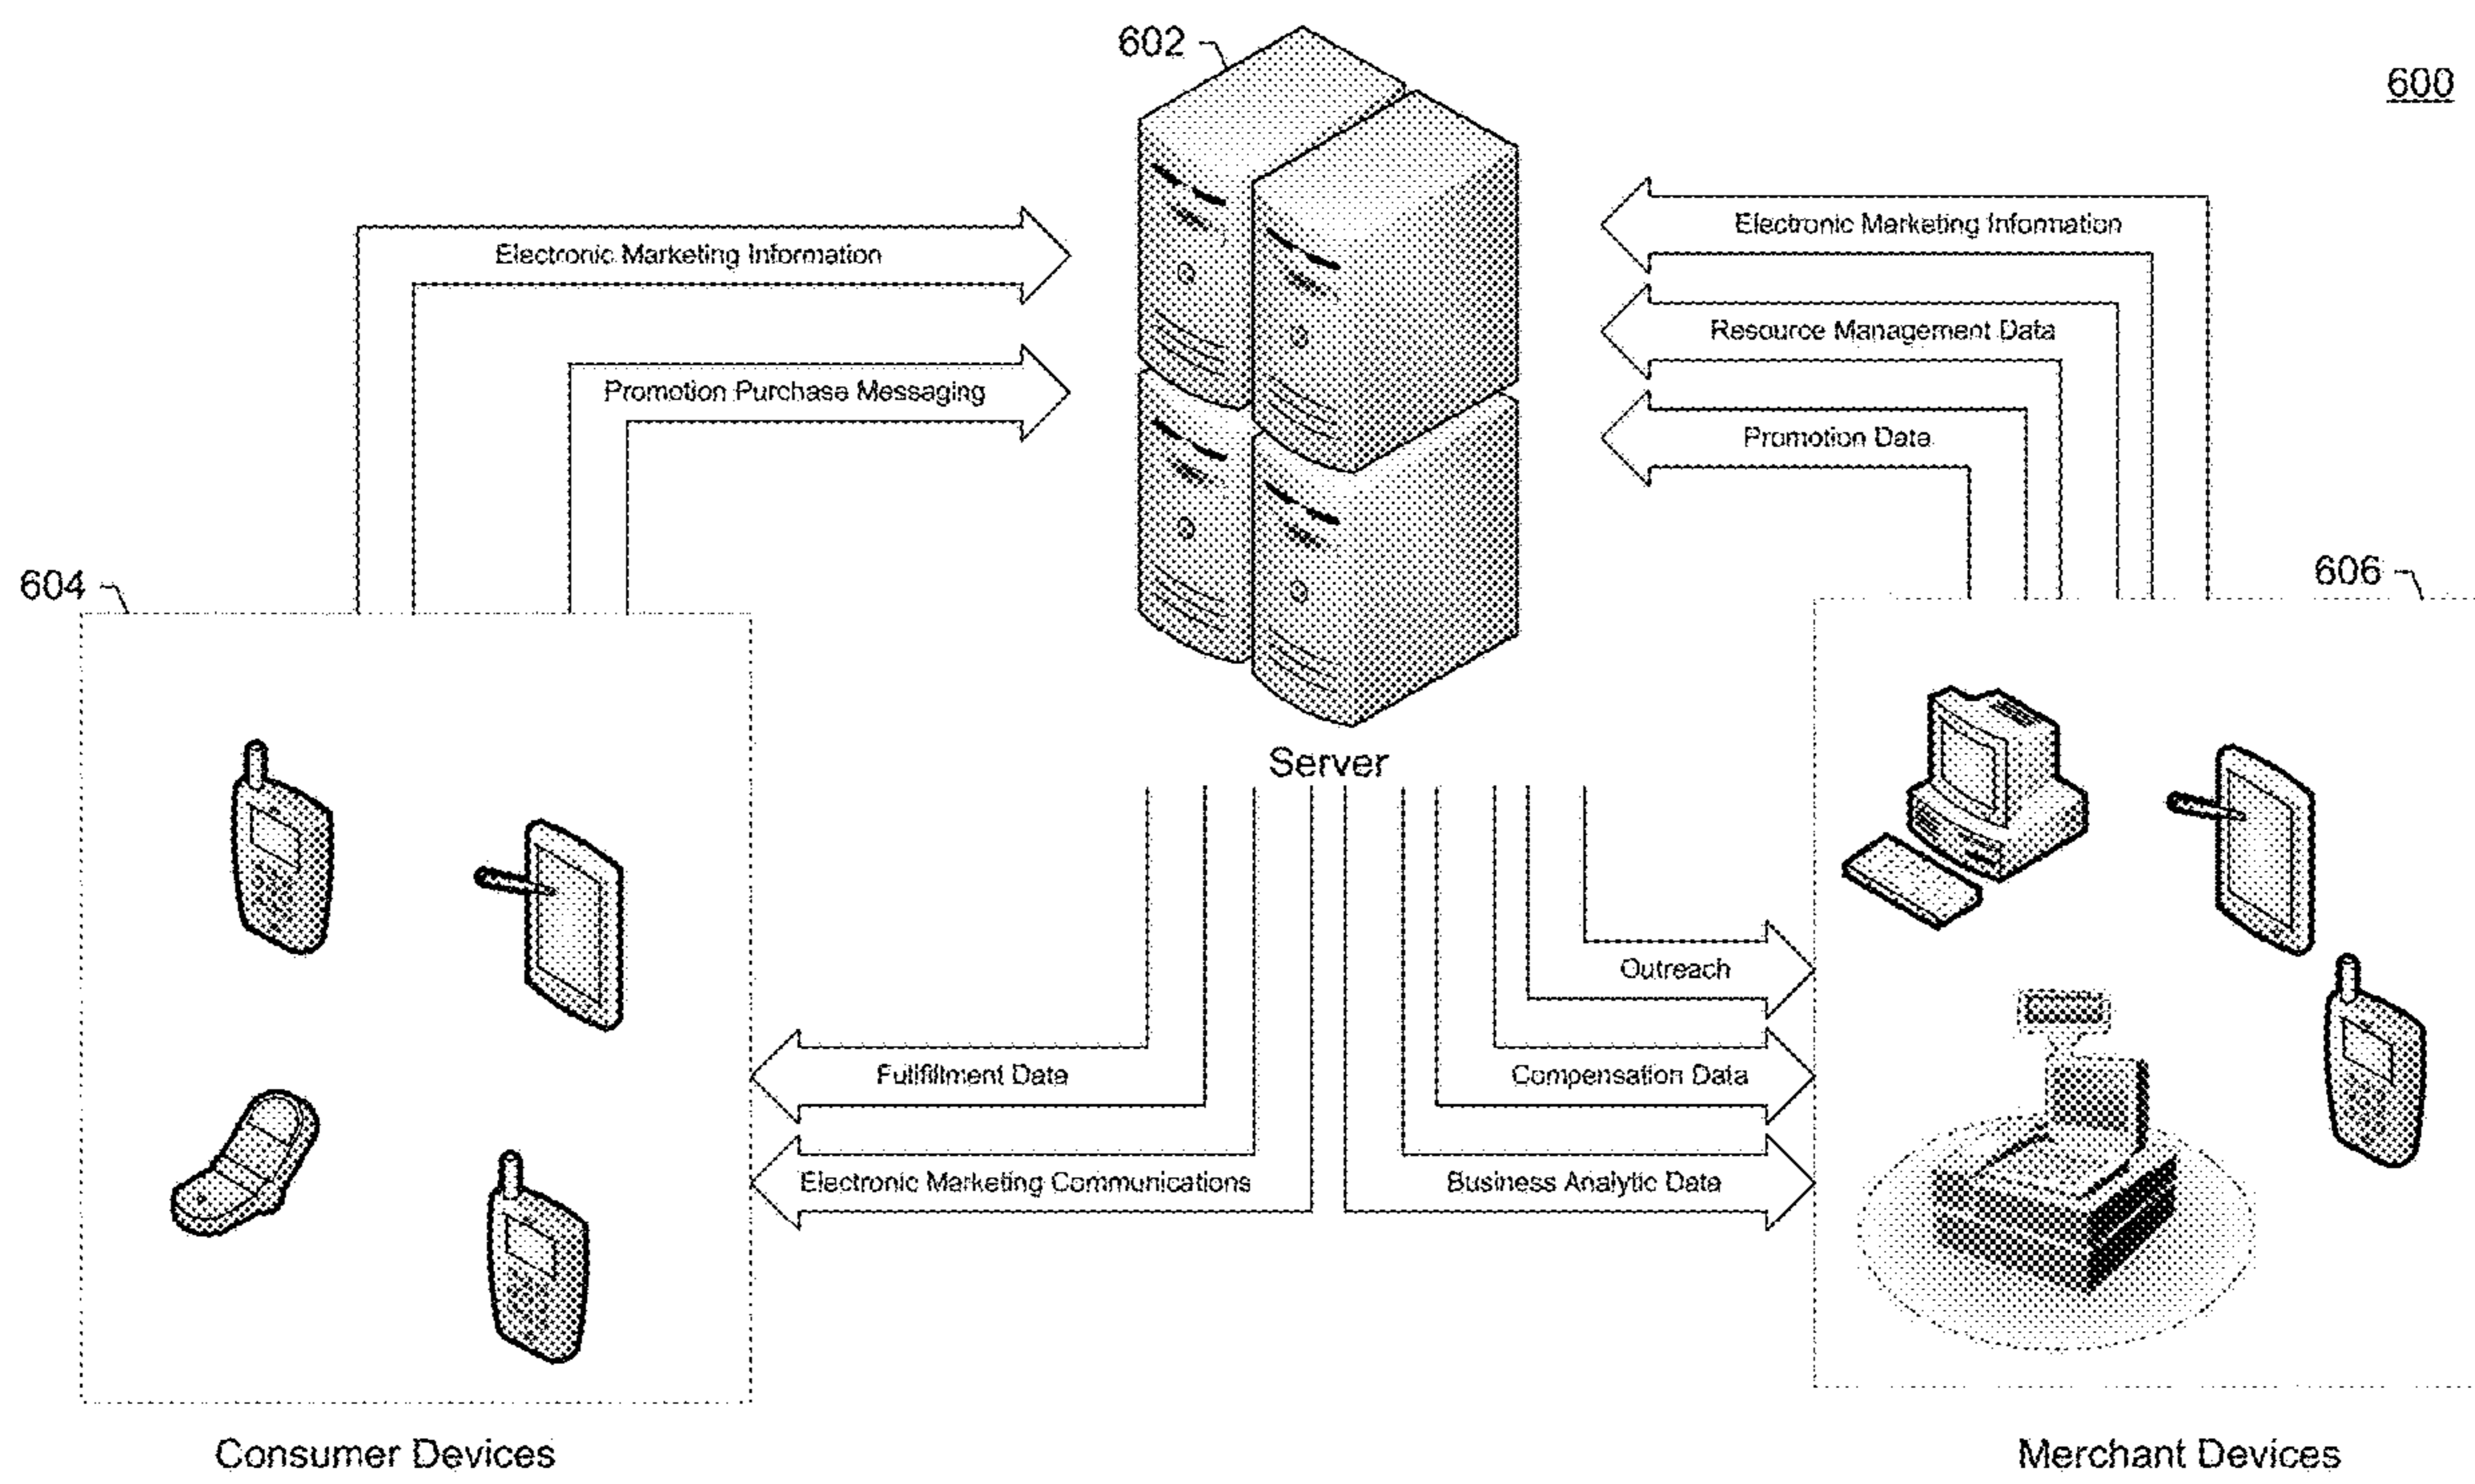 602
600
Electronic Marketing Information
Electronic Marketing Information
Resource Management Data
Promotion Purchase Messaging
Promotion Data
604
606
Server
Outreach
Fullfillment Data
Compensation Data
Electronic Marketing Communications
Business Analytic Data
Consumer Devices
Merchant Devices